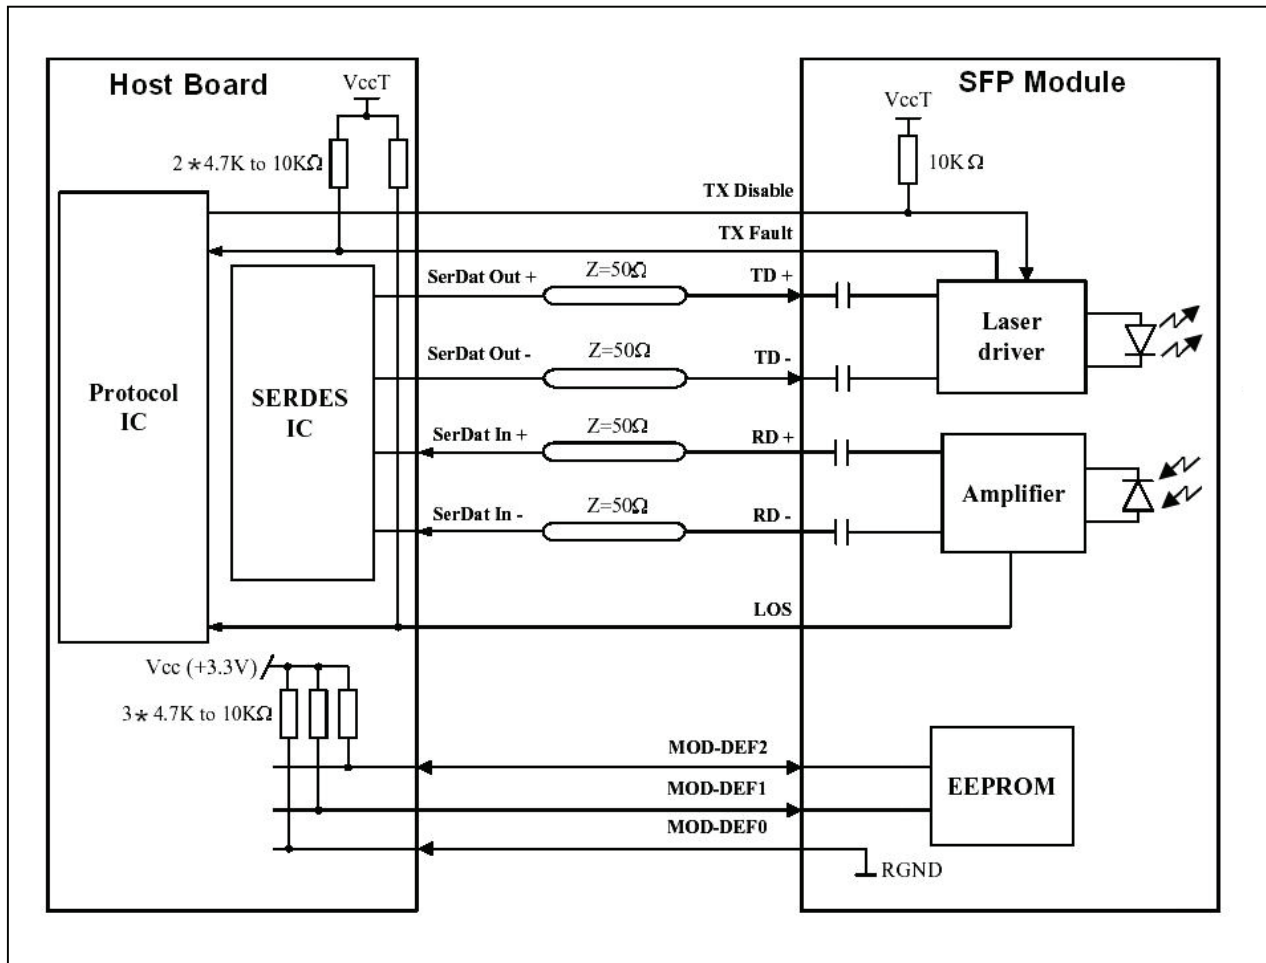 Host Board
SFP Module
VccT
VccT
2*4.7K to 10KΩ
10KΩ
TX Disable
TX Fault
SerDat Out +
Z=50Ω
TD +
Laser
driver
SerDat Out -
Z=50Ω
TD -
Protocol
IC
SERDES
IC
SerDat In +
Z=50Ω
RD +
Amplifier
SerDat In -
Z=50Ω
RD -
LOS
Vcc (+3.3V)
3*4.7K to 10KΩ
MOD-DEF2
MOD-DEF1
EEPROM
MOD-DEF0
RGND